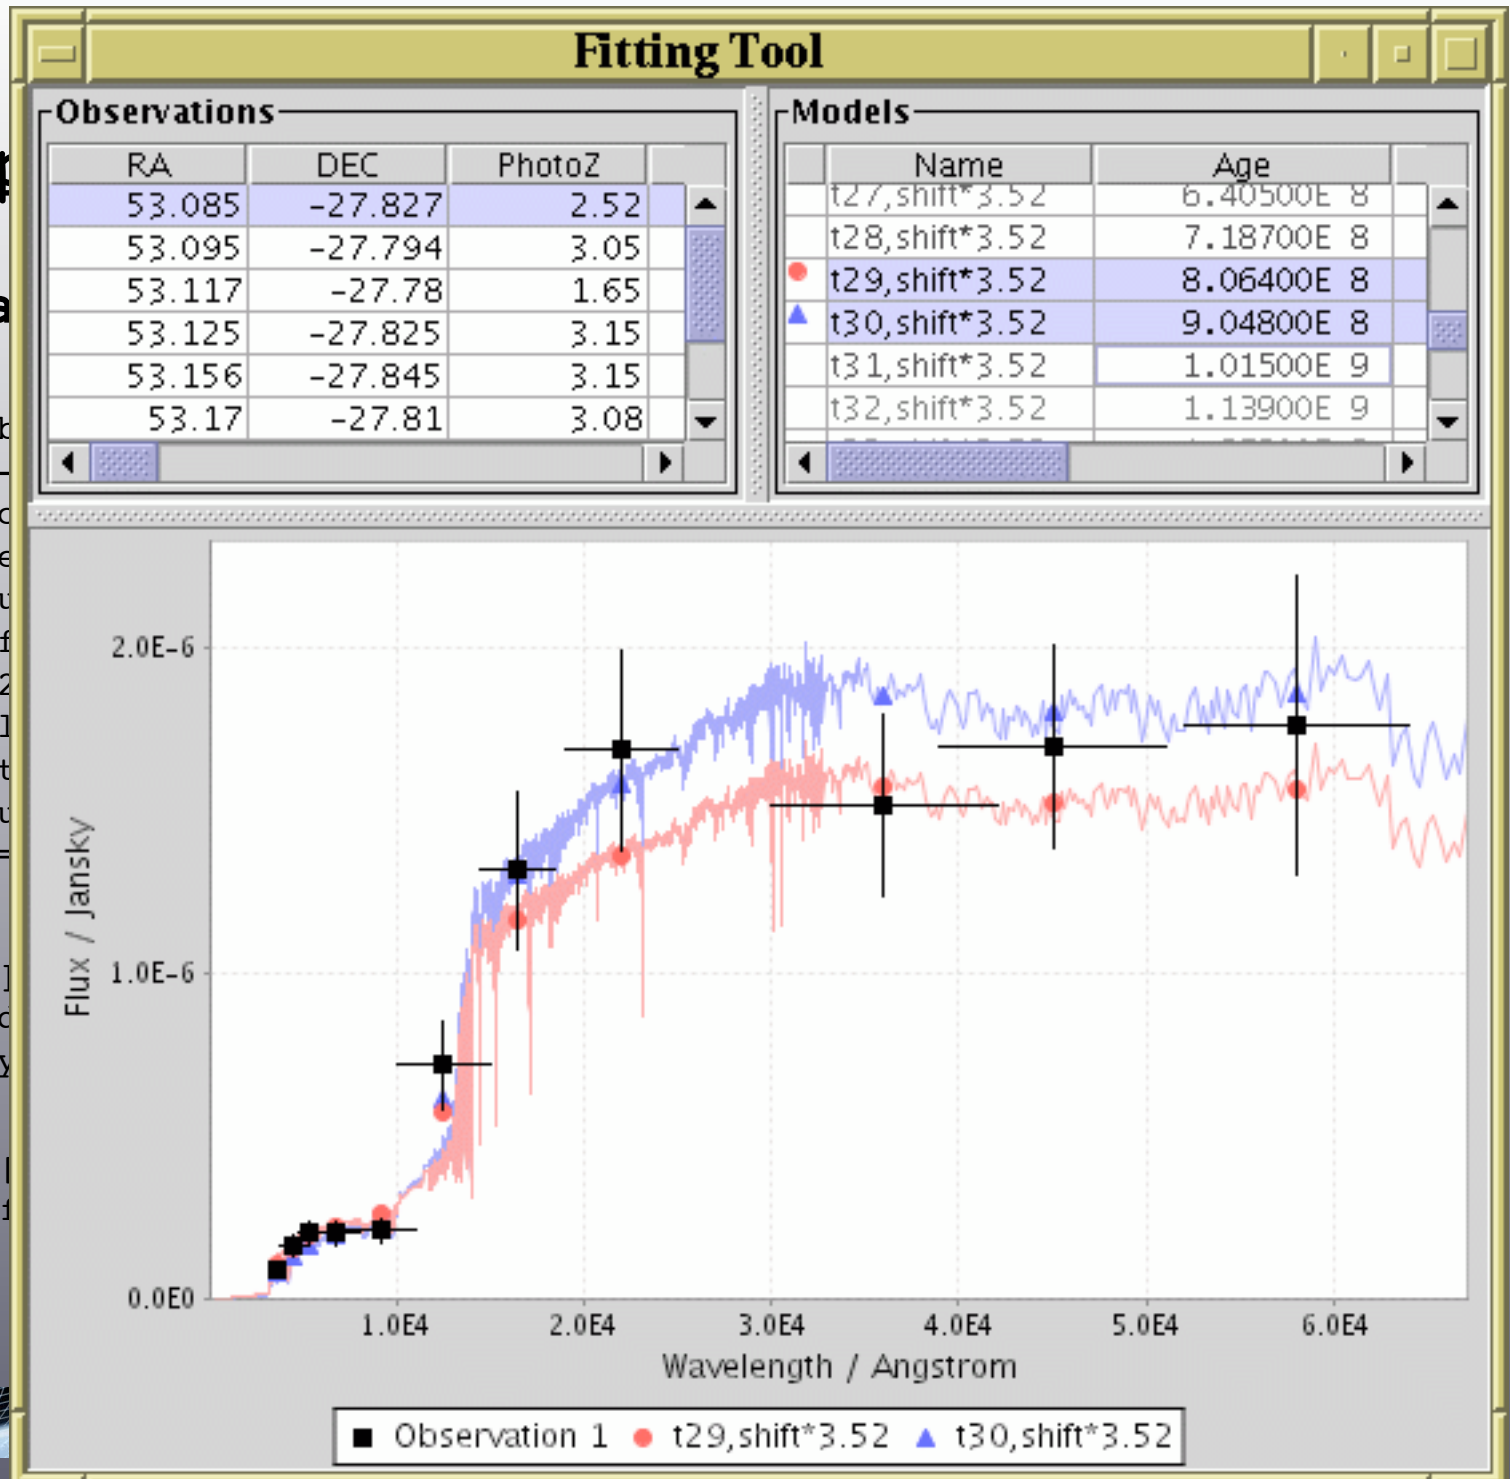 Fitting Tool
Observations
RA DEC PhotoZ
53.085 -27.827 2.52
53.095 -27.794 3.05
53.117 -27.78 1.65
53.125 -27.825 3.15
53.156 -27.845 3.15
53.17 -27.81 3.08
Models
Name Age
t27,shift*3.52 6.40500E 8
t28,shift*3.52 7.18700E 8
t29,shift*3.52 8.06400E 8
t30,shift*3.52 9.04800E 8
t31,shift*3.52 1.01500E 9
t32,shift*3.52 1.13900E 9
Flux / Jansky
2.0E-6
1.0E-6
0.0E0
1.0E4 2.0E4 3.0E4 4.0E4 5.0E4 6.0E4
Wavelength / Angstrom
Observation 1 t29,shift*3.52 t30,shift*3.52